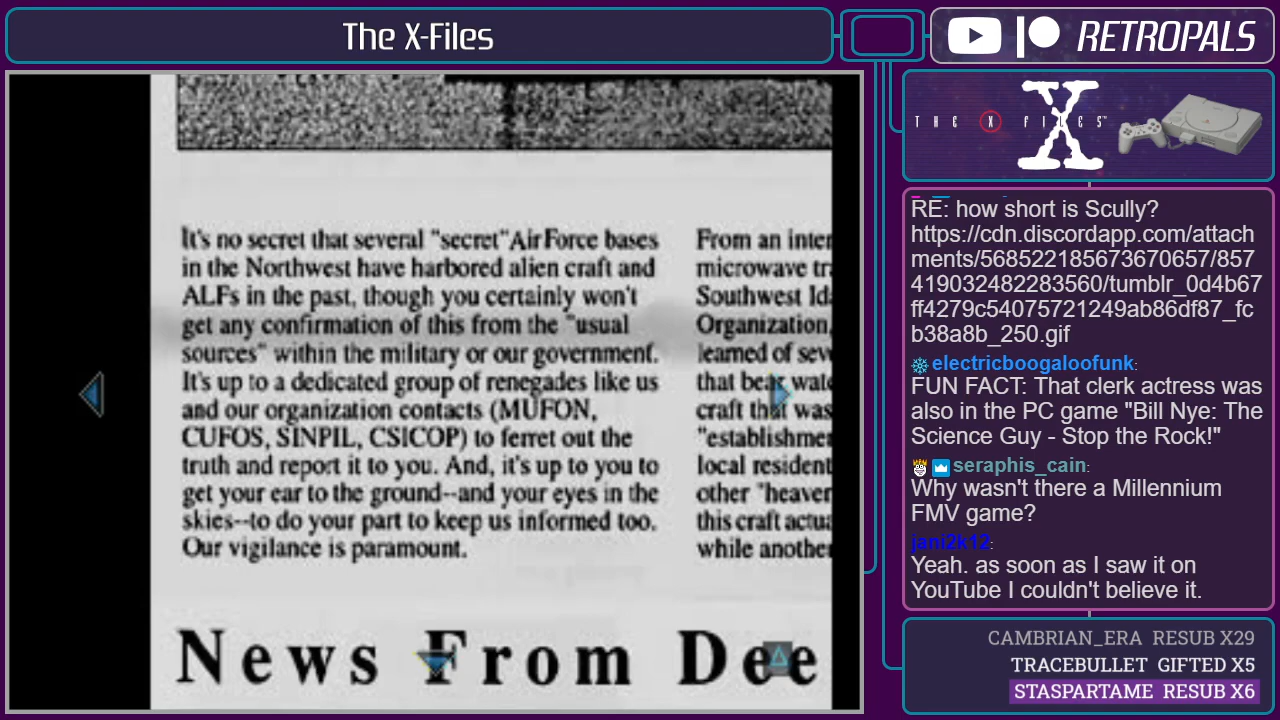 The X-Files
RETROPALS
THE X FILES
It's no secret that several "secret"Air Force bases
in the Northwest have harbored alien craft and
ALFs in the past, though you certainly won't
get any confirmation of this from the "usual
sources" within the military or our government.
It's up to a dedicated group of renegades like us
and our organization contacts (MUFON,
CUFOS, SINPIL, CSICOP) to ferret out the
truth and report it to you. And, it's up to you to
get your ear to the ground--and your eyes in the
skies--to do your part to keep us informed too.
Our vigilance is paramount.
From an inter
microwave tra
Southwest Ida
Organization,
learned of seve
that bear wate
craft that was
"establishmen
local resident
other "heaven
this craft actua
while another
News From Dee
RE: how short is Scully?
https://cdn.discordapp.com/attach
ments/568522218567367​0657/857
419032482283560/tumblr_0d4b67
ff4279c54075721249ab86df87_fc
b38a8b_250.gif
electricboogaloofunk:
FUN FACT: That clerk actress was
also in the PC game "Bill Nye: The
Science Guy - Stop the Rock!"
seraphis_cain:
Why wasn't there a Millennium
FMV game?
jani2k12:
Yeah. as soon as I saw it on
YouTube I couldn't believe it.
CAMBRIAN_ERA RESUB X29
TRACEBULLET GIFTED X5
STASPARTAME RESUB X6